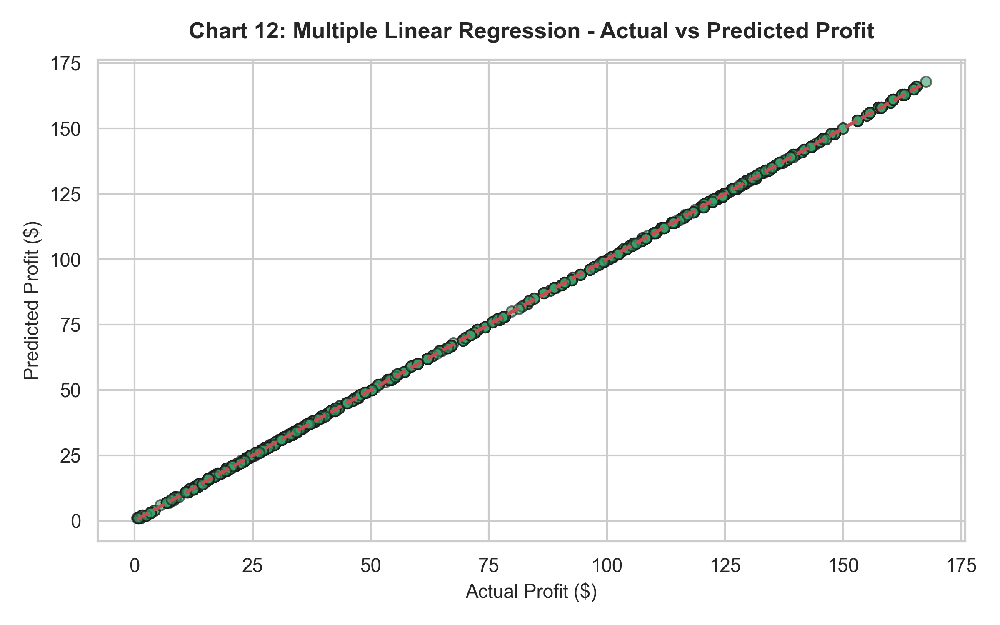 Chart 12: Multiple Linear Regression - Actual vs Predicted Profit
175
150
125
100
75
50
25
0
Predicted Profit ($)
0 25 50 75 100 125 150 175
Actual Profit ($)